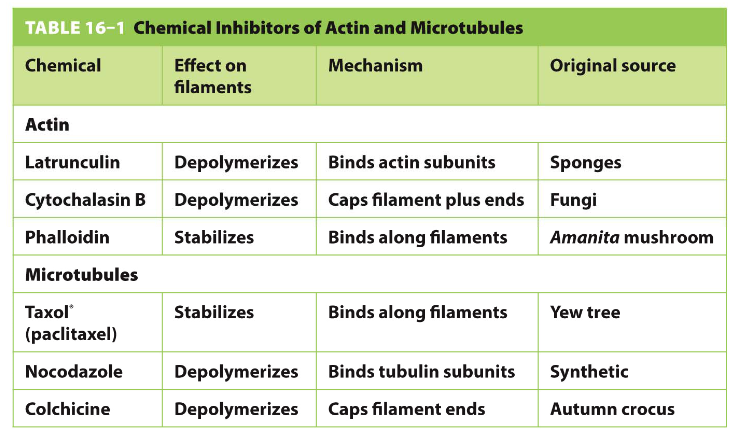 TABLE 16–1 Chemical Inhibitors of Actin and Microtubules
Chemical Effect on filaments Mechanism Original source
Actin
Latrunculin Depolymerizes Binds actin subunits Sponges
Cytochalasin B Depolymerizes Caps filament plus ends Fungi
Phalloidin Stabilizes Binds along filaments Amanita mushroom
Microtubules
Taxol® (paclitaxel) Stabilizes Binds along filaments Yew tree
Nocodazole Depolymerizes Binds tubulin subunits Synthetic
Colchicine Depolymerizes Caps filament ends Autumn crocus